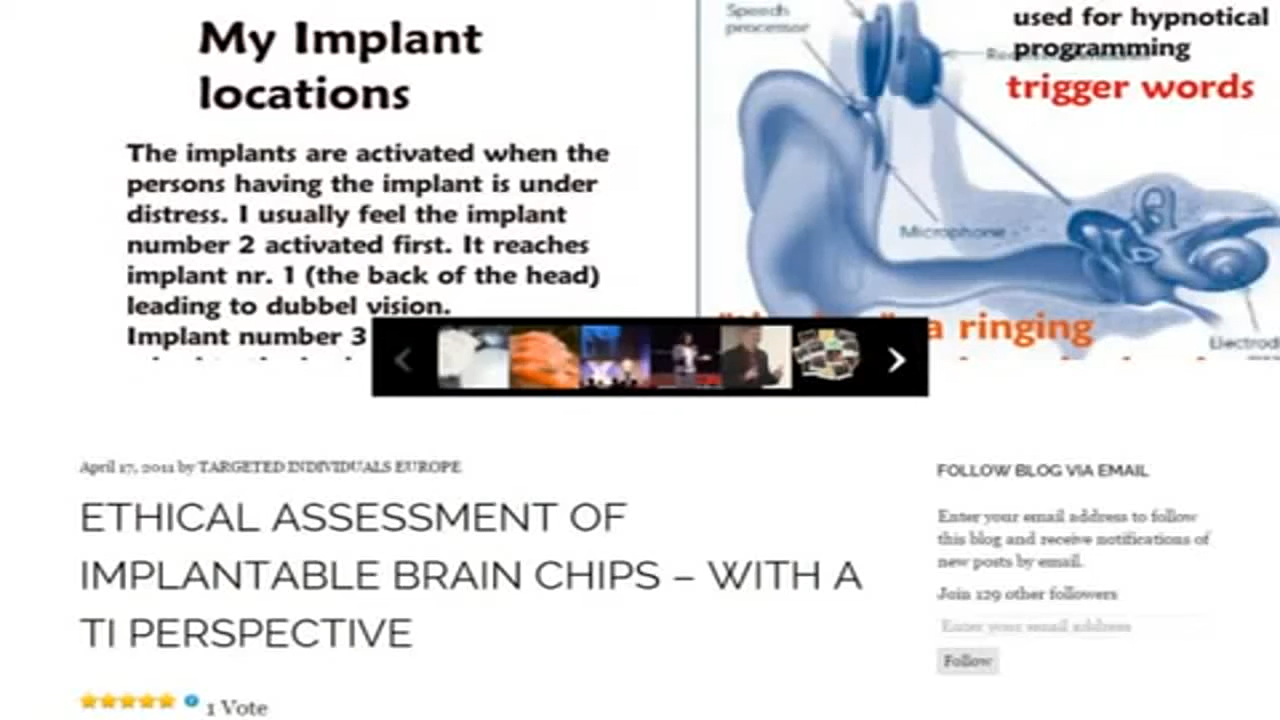 My Implant
locations
The implants are activated when the
persons having the implant is under
distress. I usually feel the implant
number 2 activated first. It reaches
implant nr. 1 (the back of the head)
leading to dubbel vision.
Implant number 3
Speech
processor
used for hypnotical
programming
trigger words
Microphone
a ringing
April 17, 2011 by TARGETED INDIVIDUALS EUROPE
ETHICAL ASSESSMENT OF
IMPLANTABLE BRAIN CHIPS – WITH A
TI PERSPECTIVE
1 Vote
FOLLOW BLOG VIA EMAIL
Enter your email address to follow
this blog and receive notifications of
new posts by email.
Join 129 other followers
Enter your email address
Follow